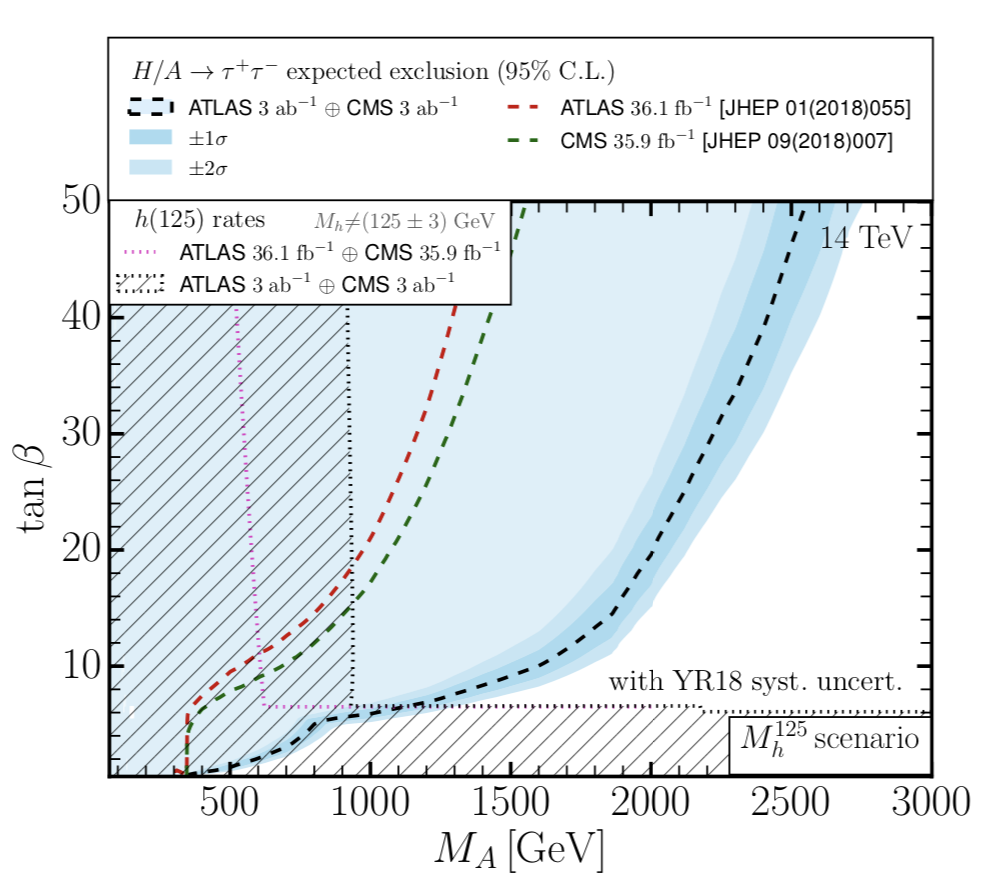 H/A → τ⁺τ⁻ expected exclusion (95% C.L.)
ATLAS 3 ab⁻¹ ⊕ CMS 3 ab⁻¹
±1σ
±2σ
ATLAS 36.1 fb⁻¹ [JHEP 01(2018)055]
CMS 35.9 fb⁻¹ [JHEP 09(2018)007]
h(125) rates M_h≠(125 ± 3) GeV
ATLAS 36.1 fb⁻¹ ⊕ CMS 35.9 fb⁻¹
ATLAS 3 ab⁻¹ ⊕ CMS 3 ab⁻¹
14 TeV
50
40
30
20
10
tan β
with YR18 syst. uncert.
M_h^125 scenario
500 1000 1500 2000 2500 3000
M_A [GeV]